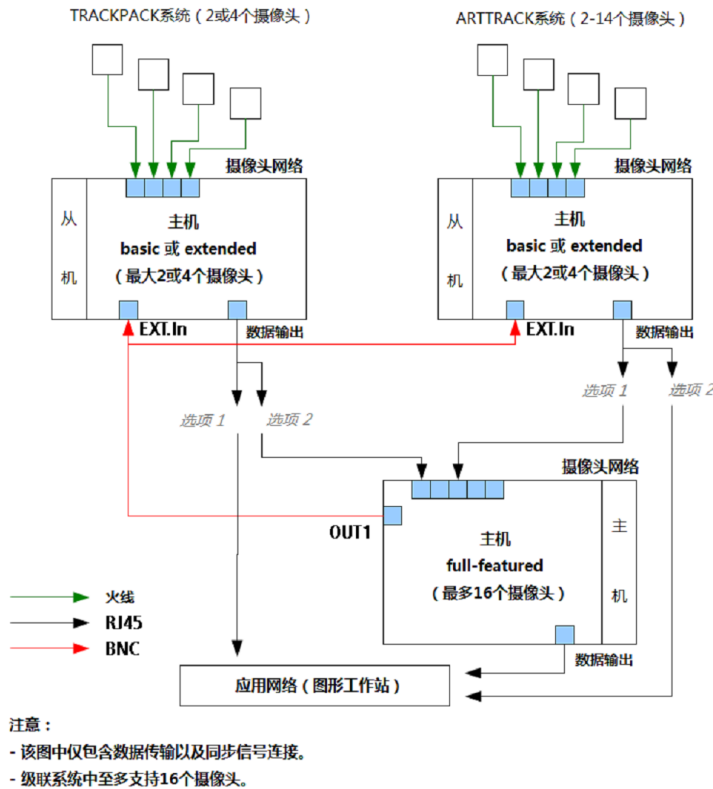 TRACKPACK系统（2或4个摄像头）
ARTTRACK系统（2-14个摄像头）
摄像头网络
摄像头网络
从机
主机
basic 或 extended
（最大2或4个摄像头）
从机
主机
basic 或 extended
（最大2或4个摄像头）
EXT.In
数据输出
EXT.In
数据输出
选项 1
选项 2
选项 1
选项 2
摄像头网络
OUT1
主机
full-featured
（最多16个摄像头）
主机
火线
RJ45
BNC
数据输出
应用网络（图形工作站）
注意：
- 该图中仅包含数据传输以及同步信号连接。
- 级联系统中至多支持16个摄像头。